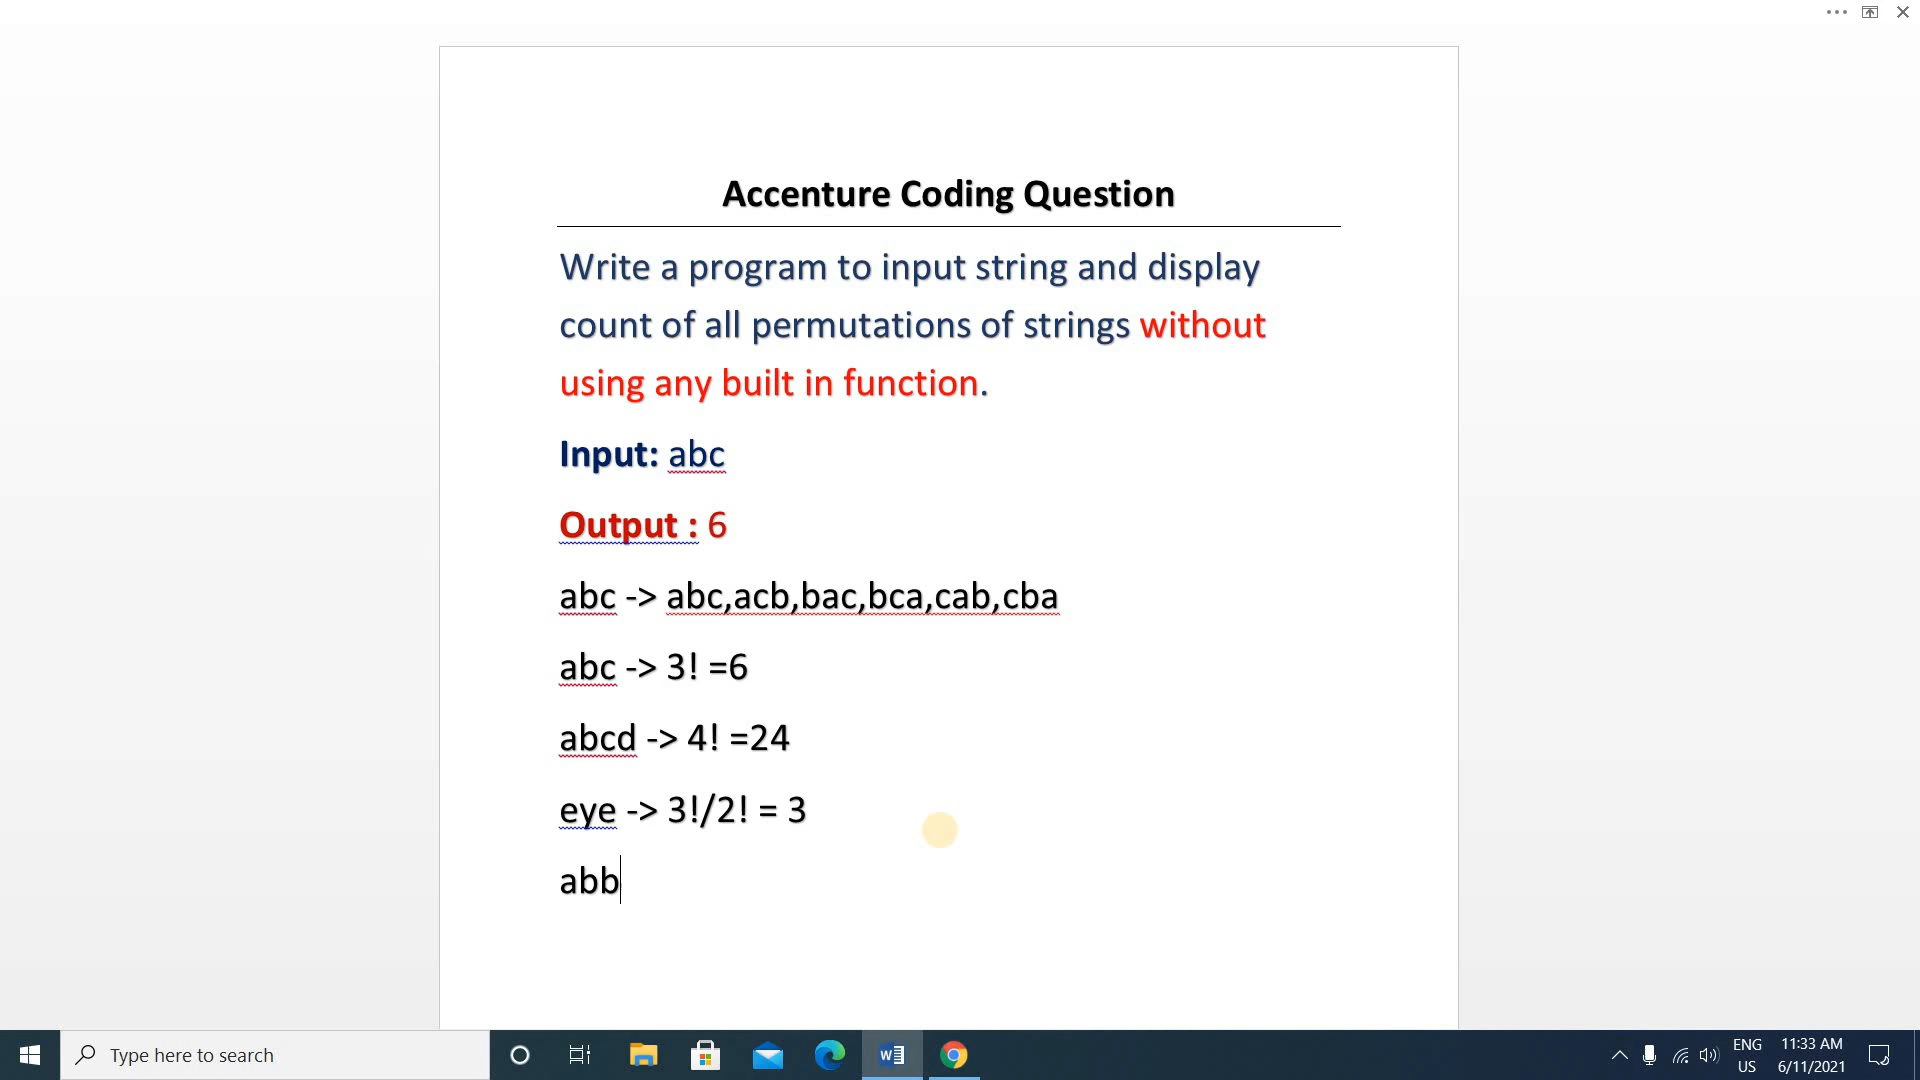 Accenture Coding Question
Write a program to input string and display
count of all permutations of strings without
using any built in function.
Input: abc
Output : 6
abc -> abc,acb,bac,bca,cab,cba
abc -> 3! =6
abcd -> 4! =24
eye -> 3!/2! = 3
abb
Type here to search
ENG
US
11:33 AM
6/11/2021